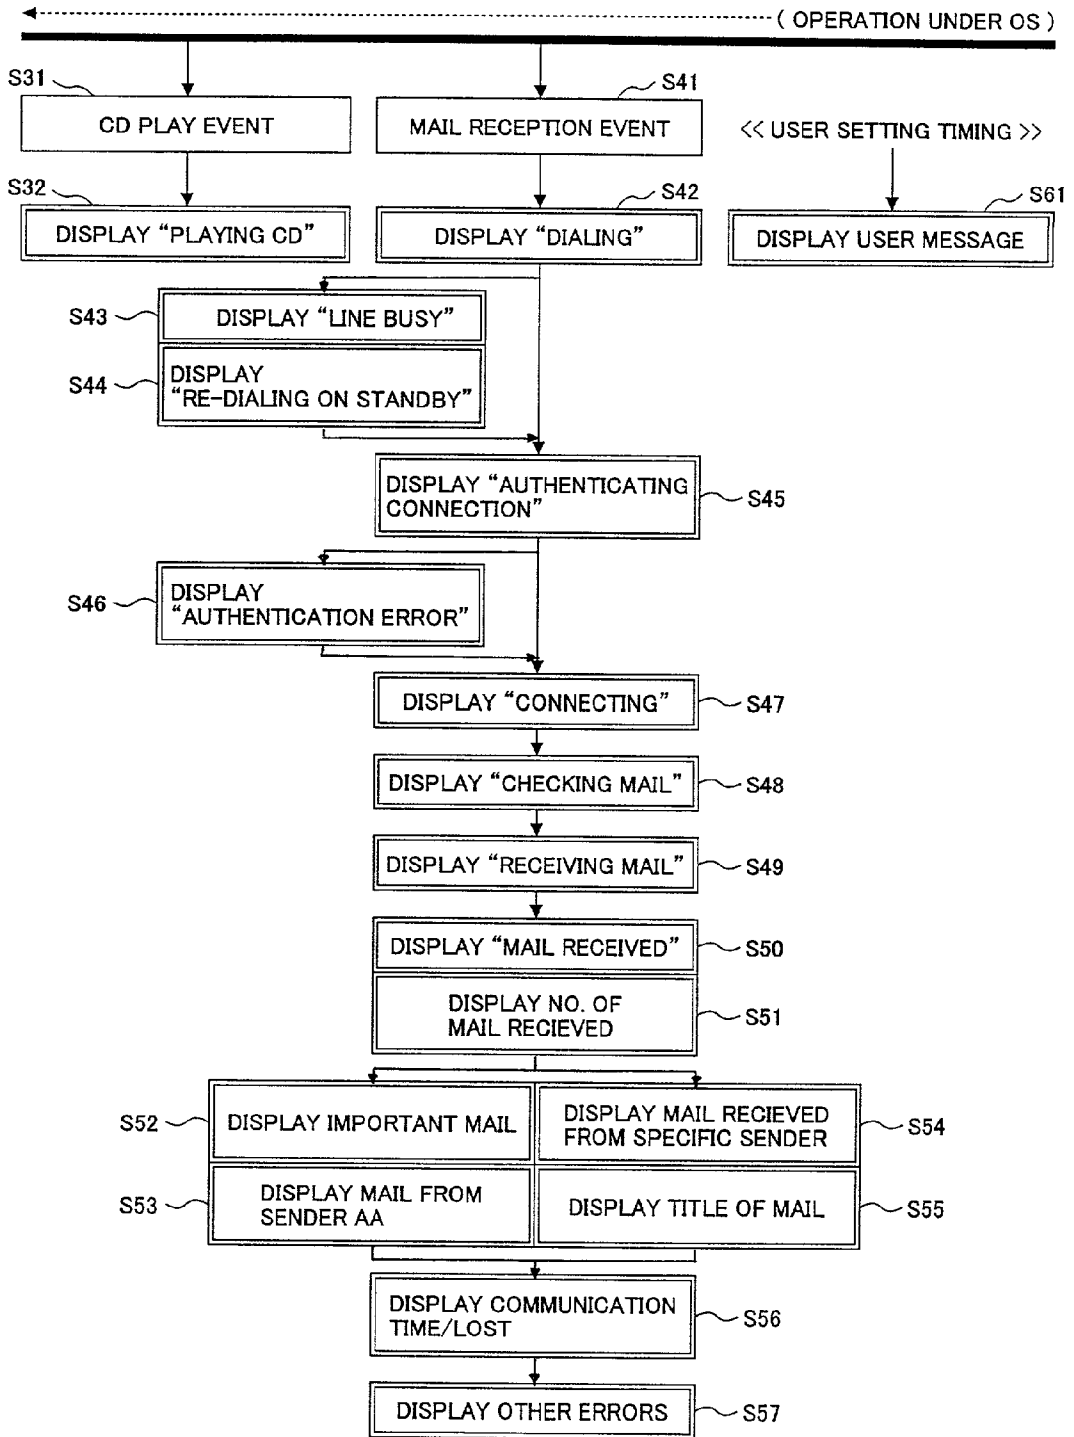 ( OPERATION UNDER OS )
S31
CD PLAY EVENT
S41
MAIL RECEPTION EVENT
<< USER SETTING TIMING >>
S32
DISPLAY “PLAYING CD”
S42
DISPLAY “DIALING”
S61
DISPLAY USER MESSAGE
S43
DISPLAY “LINE BUSY”
S44
DISPLAY
“RE-DIALING ON STANDBY”
DISPLAY “AUTHENTICATING
CONNECTION”
S45
S46
DISPLAY
“AUTHENTICATION ERROR”
DISPLAY “CONNECTING”
S47
DISPLAY “CHECKING MAIL”
S48
DISPLAY “RECEIVING MAIL”
S49
DISPLAY “MAIL RECEIVED”
S50
DISPLAY NO. OF
MAIL RECIEVED
S51
S52
DISPLAY IMPORTANT MAIL
DISPLAY MAIL RECIEVED
FROM SPECIFIC SENDER
S54
S53
DISPLAY MAIL FROM
SENDER AA
DISPLAY TITLE OF MAIL
S55
DISPLAY COMMUNICATION
TIME/LOST
S56
DISPLAY OTHER ERRORS
S57